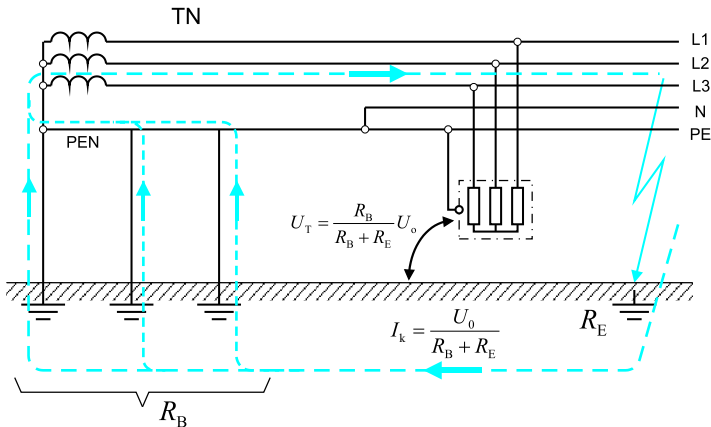 TN
L1
L2
L3
N
PEN
PE
U_T = R_B / (R_B + R_E) U_o
I_k = U_0 / (R_B + R_E)
R_E
R_B